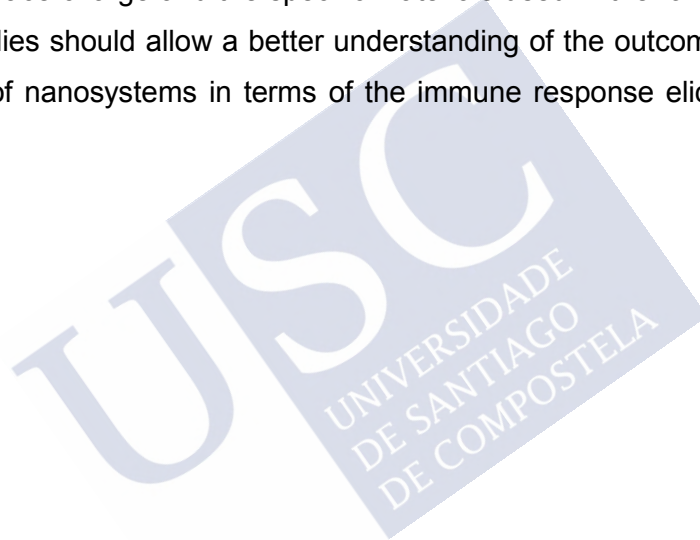 lies should allow a better understanding of the outcom
of nanosystems in terms of the immune response elic
USC
UNIVERSIDADE
DE SANTIAGO
DE COMPOSTELA